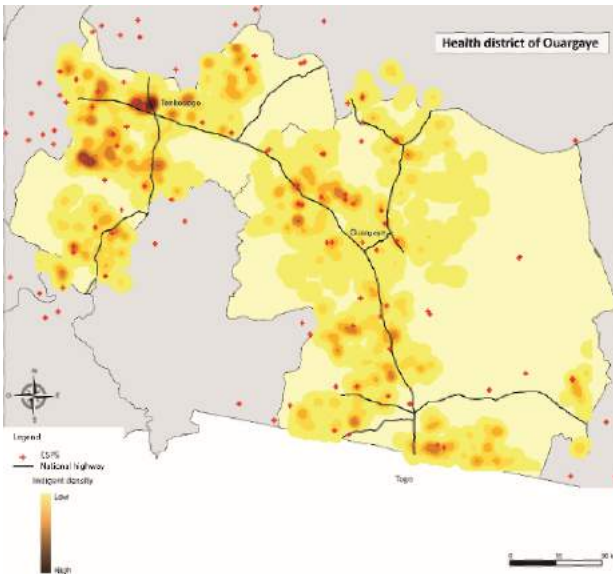 Health district of Ouargaye
Tenkodogo
Ouargaye
N
E
S
Legend
CSPS
National highway
Indigent density
Low
High
Togo